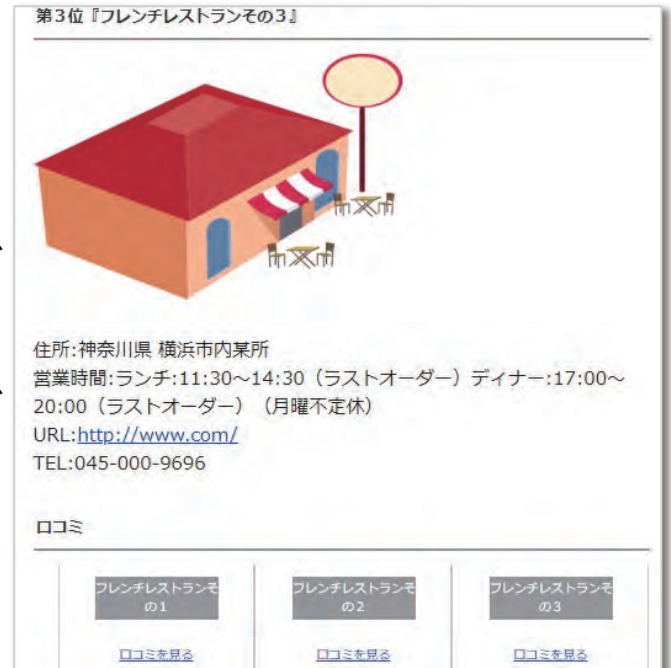 第3位『フレンチレストランその3』
住所:神奈川県 横浜市内某所
営業時間:ランチ:11:30～14:30（ラストオーダー）ディナー:17:00～
20:00（ラストオーダー）（月曜不定休）
URL:http://www.com/
TEL:045-000-9696
口コミ
フレンチレストランそ
の1
フレンチレストランそ
の2
フレンチレストランそ
の3
口コミを見る
口コミを見る
口コミを見る